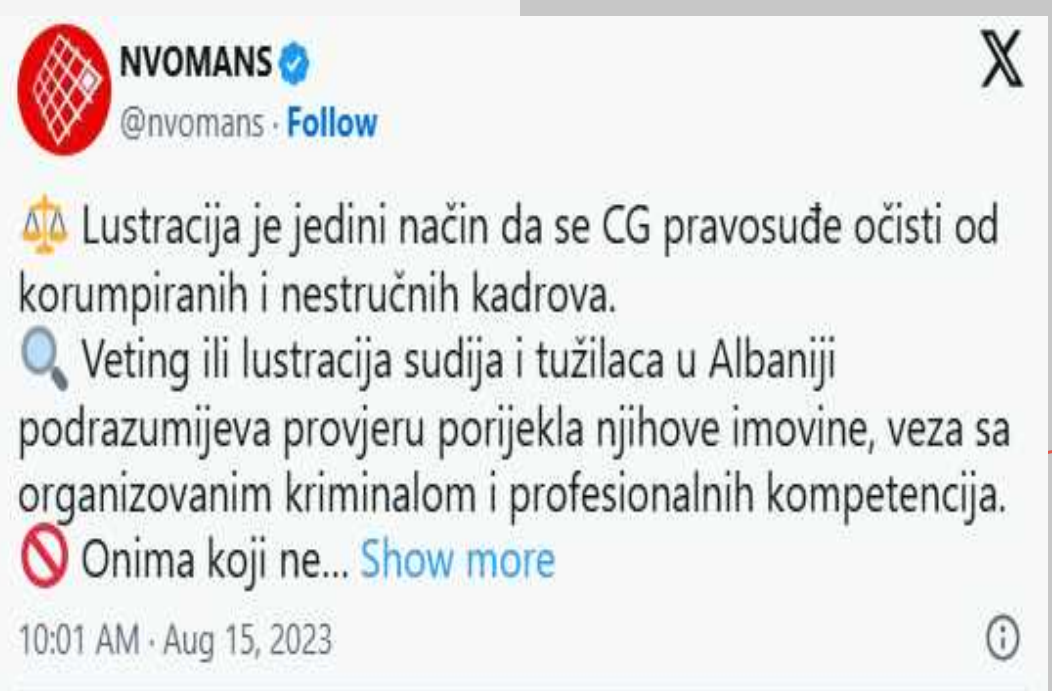 NVOMANS
@nvomans · Follow
⚖️ Lustracija je jedini način da se CG pravosuđe očisti od
korumpiranih i nestručnih kadrova.
🔍 Veting ili lustracija sudija i tužilaca u Albaniji
podrazumijeva provjeru porijekla njihove imovine, veza sa
organizovanim kriminalom i profesionalnih kompetencija.
🚫 Onima koji ne... Show more
10:01 AM · Aug 15, 2023